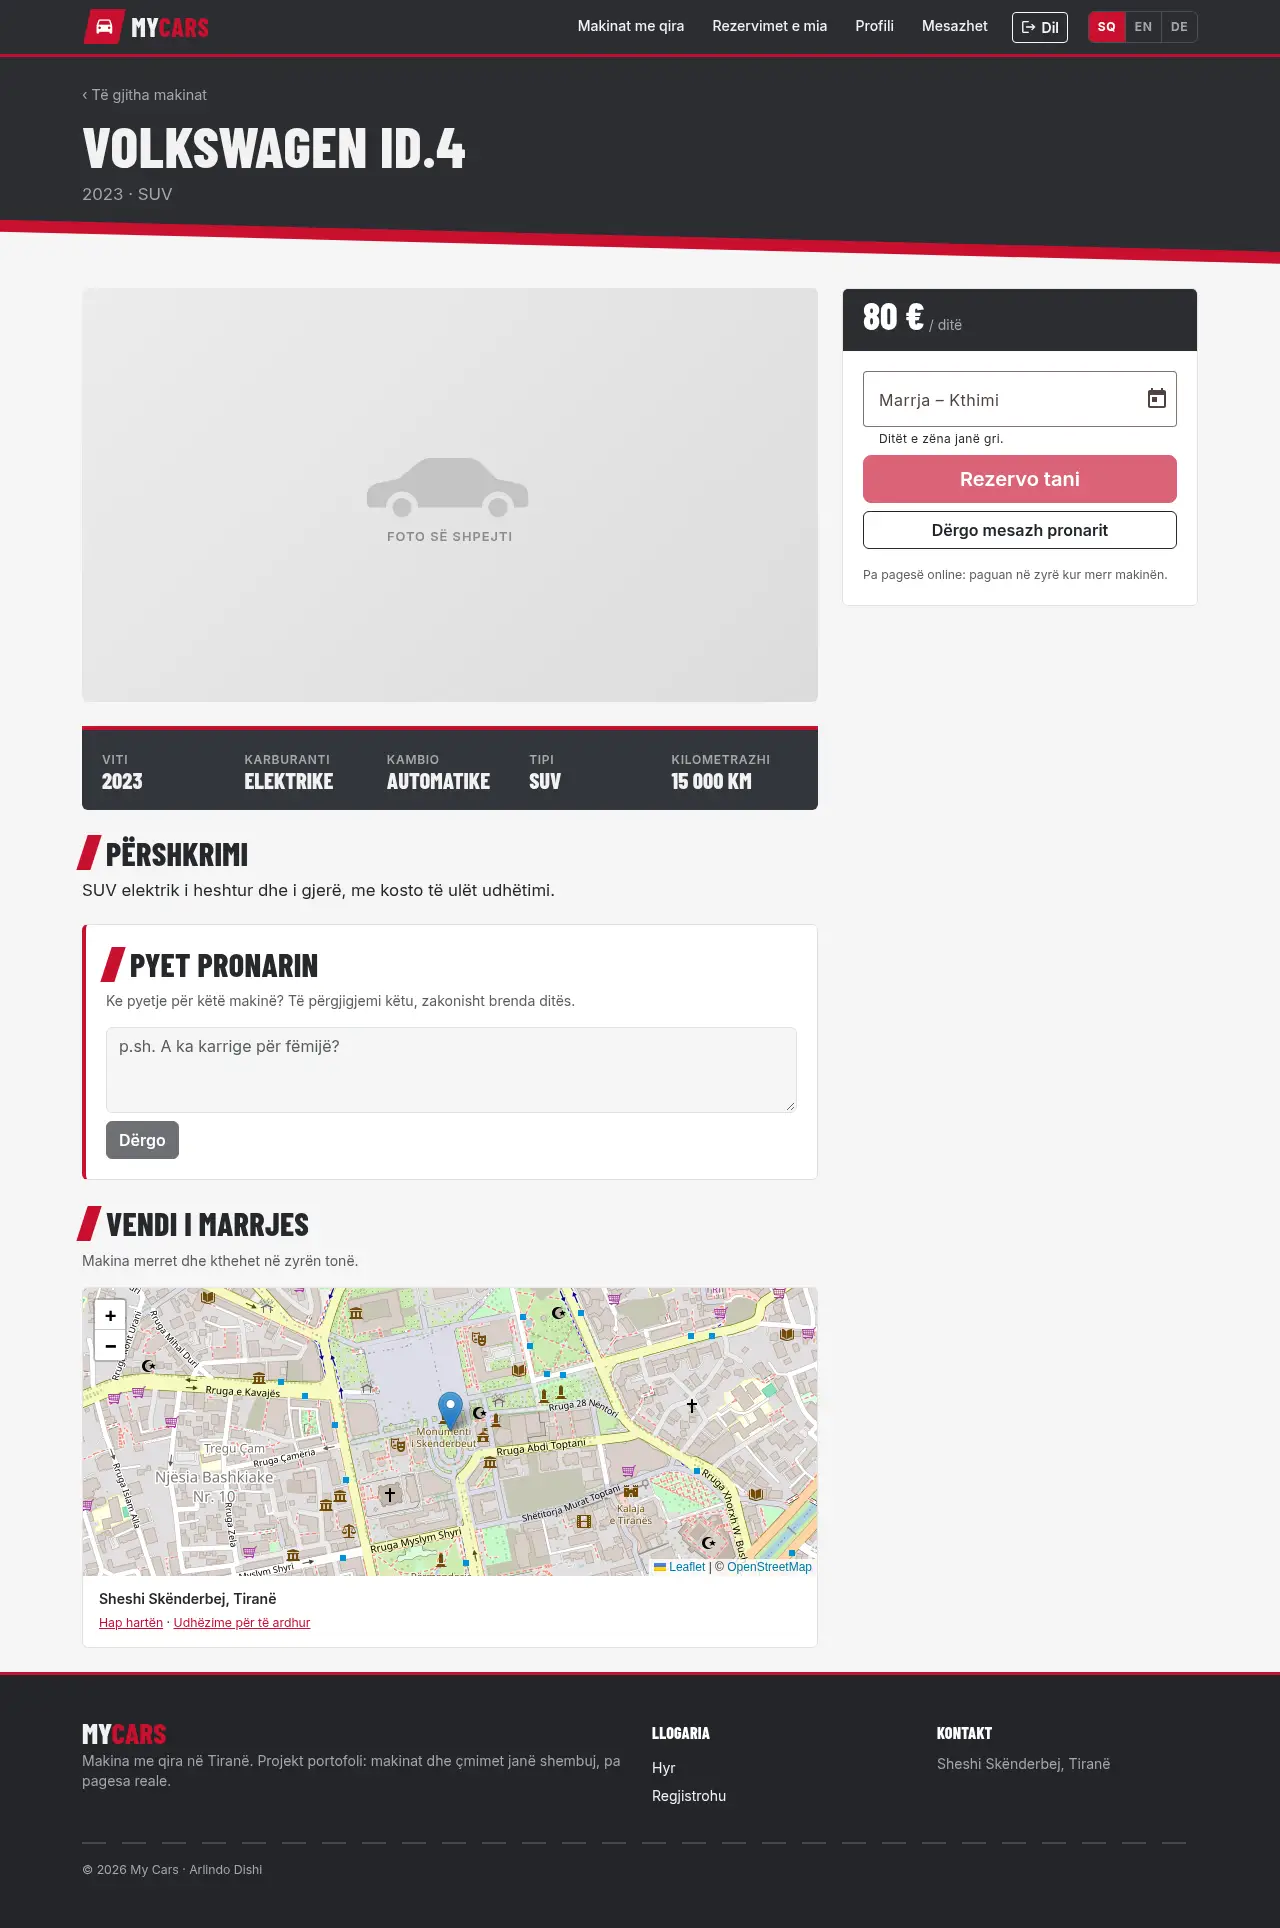 MYCARS
Makinat me qira
Rezervimet e mia
Profili
Mesazhet
Dil
SQ
EN
DE
‹ Të gjitha makinat
VOLKSWAGEN ID.4
2023 · SUV
FOTO SË SHPEJTI
80 € / ditë
Marrja – Kthimi
Ditët e zëna janë gri.
Rezervo tani
Dërgo mesazh pronarit
Pa pagesë online: paguan në zyrë kur merr makinën.
VITI
2023
KARBURANTI
ELEKTRIKE
KAMBIO
AUTOMATIKE
TIPI
SUV
KILOMETRAZHI
15 000 KM
PËRSHKRIMI
SUV elektrik i heshtur dhe i gjerë, me kosto të ulët udhëtimi.
PYET PRONARIN
Ke pyetje për këtë makinë? Të përgjigjemi këtu, zakonisht brenda ditës.
p.sh. A ka karrige për fëmijë?
Dërgo
VENDI I MARRJES
Makina merret dhe kthehet në zyrën tonë.
+
−
Rruga Mihal Duri
Rruga e Kavajës
Rruga 28 Nëntori
Monumenti
i Skënderbeut
Rruga Abdi Toptani
Tregu Çam
Rruga Çamëria
Njësia Bashkiake
Nr. 10
Rruga Islam Alla
Rruga Zela
Shëtitorja Murat Toptani
Kalaja
e Tiranës
Rruga Xhorxh W. Bush
Rruga Myslym Shyri
Myslym Shyri
Leaflet | © OpenStreetMap
Sheshi Skënderbej, Tiranë
Hap hartën · Udhëzime për të ardhur
MYCARS
Makina me qira në Tiranë. Projekt portofoli: makinat dhe çmimet janë shembuj, pa
pagesa reale.
LLOGARIA
Hyr
Regjistrohu
KONTAKT
Sheshi Skënderbej, Tiranë
© 2026 My Cars · Arlindo Dishi